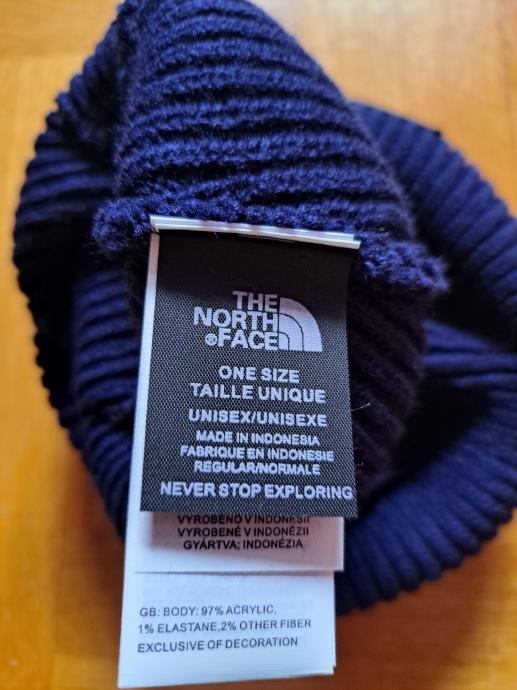 THE
NORTH
®FACE
ONE SIZE
TAILLE UNIQUE
UNISEX/UNISEXE
MADE IN INDONESIA
FABRIQUE EN INDONESIE
REGULAR/NORMALE
NEVER STOP EXPLORING
VYROBENO V INDONESII
VYROBENÉ V INDONÉZII
GYÁRTVA; INDONÉZIA
GB: BODY: 97% ACRYLIC,
1% ELASTANE,2% OTHER FIBER
EXCLUSIVE OF DECORATION